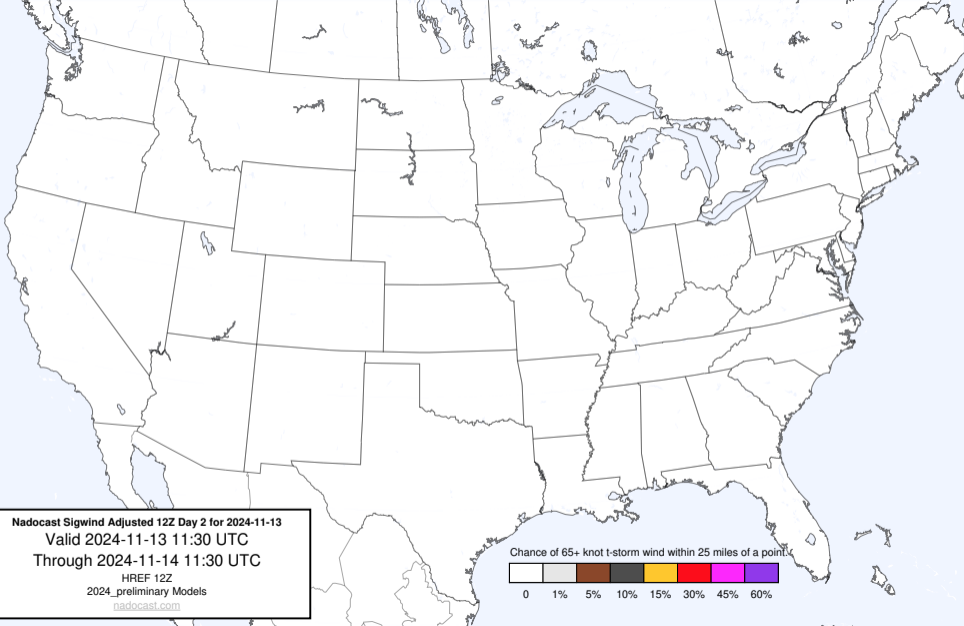 Nadocast Sigwind Adjusted 12Z Day 2 for 2024-11-13
Valid 2024-11-13 11:30 UTC
Through 2024-11-14 11:30 UTC
HREF 12Z
2024_preliminary Models
nadocast.com
Chance of 65+ knot t-storm wind within 25 miles of a point.
0 1% 5% 10% 15% 30% 45% 60%